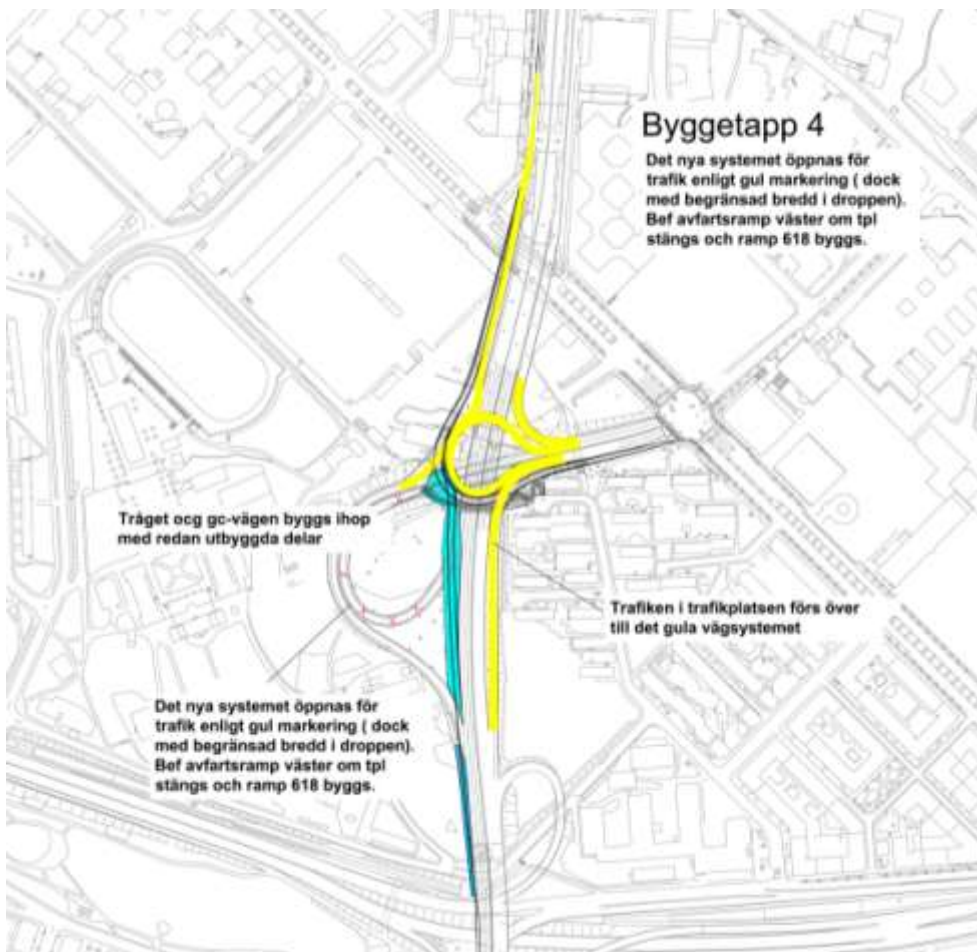 Byggetapp 4
Det nya systemet öppnas för
trafik enligt gul markering ( dock
med begränsad bredd i droppen).
Bef avfartsramp väster om tpl
stängs och ramp 618 byggs.
Tråget ocg gc-vägen byggs ihop
med redan utbyggda delar
Trafiken i trafikplatsen förs över
till det gula vägsystemet
Det nya systemet öppnas för
trafik enligt gul markering ( dock
med begränsad bredd i droppen).
Bef avfartsramp väster om tpl
stängs och ramp 618 byggs.